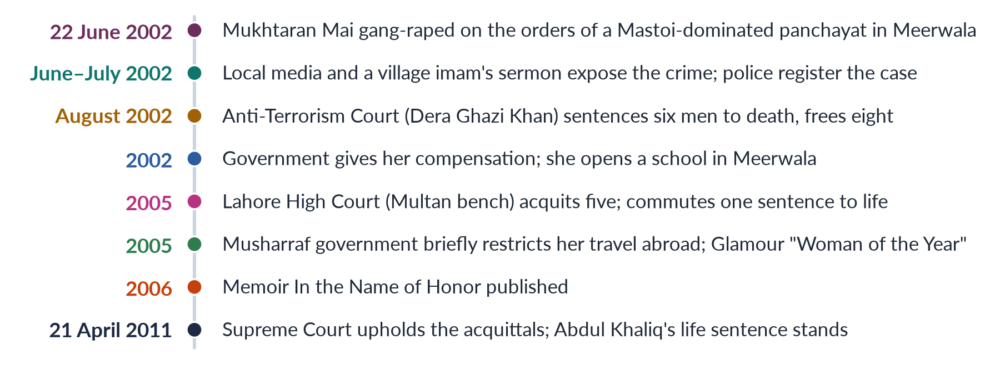 22 June 2002 Mukhtaran Mai gang-raped on the orders of a Mastoi-dominated panchayat in Meerwala
June–July 2002 Local media and a village imam's sermon expose the crime; police register the case
August 2002 Anti-Terrorism Court (Dera Ghazi Khan) sentences six men to death, frees eight
2002 Government gives her compensation; she opens a school in Meerwala
2005 Lahore High Court (Multan bench) acquits five; commutes one sentence to life
2005 Musharraf government briefly restricts her travel abroad; Glamour "Woman of the Year"
2006 Memoir In the Name of Honor published
21 April 2011 Supreme Court upholds the acquittals; Abdul Khaliq's life sentence stands